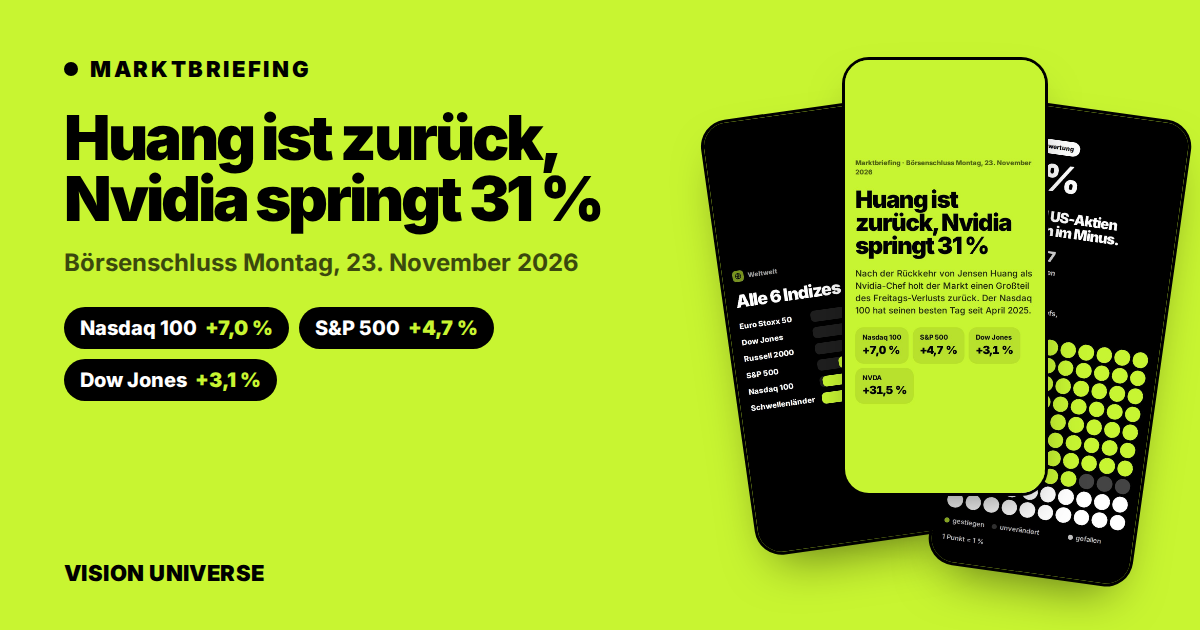 MARKTBRIEFING
Huang ist zurück,
Nvidia springt 31 %
Börsenschluss Montag, 23. November 2026
Nasdaq 100 +7,0 %
S&P 500 +4,7 %
Dow Jones +3,1 %
VISION UNIVERSE
Weltweit
Alle 6 Indizes
Euro Stoxx 50
Dow Jones
Russell 2000
S&P 500
Nasdaq 100
Schwellenländer
Marktbriefing · Börsenschluss Montag, 23. November
2026
Huang ist
zurück, Nvidia
springt 31 %
Nach der Rückkehr von Jensen Huang als
Nvidia-Chef holt der Markt einen Großteil
des Freitags-Verlusts zurück. Der Nasdaq
100 hat seinen besten Tag seit April 2025.
Nasdaq 100
+7,0 %
S&P 500
+4,7 %
Dow Jones
+3,1 %
NVDA
+31,5 %
%
US-Aktien
im Minus.
gestiegen
unverändert
gefallen
1 Punkt = 1 %